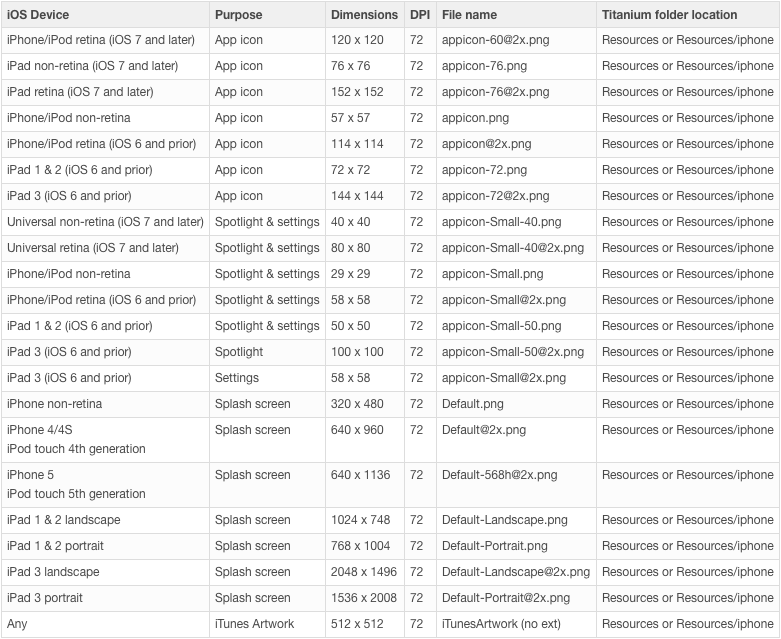 iOS Device Purpose Dimensions DPI File name Titanium folder location
iPhone/iPod retina (iOS 7 and later) App icon 120 x 120 72 appicon-60@2x.png Resources or Resources/iphone
iPad non-retina (iOS 7 and later) App icon 76 x 76 72 appicon-76.png Resources or Resources/iphone
iPad retina (iOS 7 and later) App icon 152 x 152 72 appicon-76@2x.png Resources or Resources/iphone
iPhone/iPod non-retina App icon 57 x 57 72 appicon.png Resources or Resources/iphone
iPhone/iPod retina (iOS 6 and prior) App icon 114 x 114 72 appicon@2x.png Resources or Resources/iphone
iPad 1 & 2 (iOS 6 and prior) App icon 72 x 72 72 appicon-72.png Resources or Resources/iphone
iPad 3 (iOS 6 and prior) App icon 144 x 144 72 appicon-72@2x.png Resources or Resources/iphone
Universal non-retina (iOS 7 and later) Spotlight & settings 40 x 40 72 appicon-Small-40.png Resources or Resources/iphone
Universal retina (iOS 7 and later) Spotlight & settings 80 x 80 72 appicon-Small-40@2x.png Resources or Resources/iphone
iPhone/iPod non-retina Spotlight & settings 29 x 29 72 appicon-Small.png Resources or Resources/iphone
iPhone/iPod retina (iOS 6 and prior) Spotlight & settings 58 x 58 72 appicon-Small@2x.png Resources or Resources/iphone
iPad 1 & 2 (iOS 6 and prior) Spotlight & settings 50 x 50 72 appicon-Small-50.png Resources or Resources/iphone
iPad 3 (iOS 6 and prior) Spotlight 100 x 100 72 appicon-Small-50@2x.png Resources or Resources/iphone
iPad 3 (iOS 6 and prior) Settings 58 x 58 72 appicon-Small@2x.png Resources or Resources/iphone
iPhone non-retina Splash screen 320 x 480 72 Default.png Resources or Resources/iphone
iPhone 4/4S Splash screen 640 x 960 72 Default@2x.png Resources or Resources/iphone
iPod touch 4th generation
iPhone 5 Splash screen 640 x 1136 72 Default-568h@2x.png Resources or Resources/iphone
iPod touch 5th generation
iPad 1 & 2 landscape Splash screen 1024 x 748 72 Default-Landscape.png Resources or Resources/iphone
iPad 1 & 2 portrait Splash screen 768 x 1004 72 Default-Portrait.png Resources or Resources/iphone
iPad 3 landscape Splash screen 2048 x 1496 72 Default-Landscape@2x.png Resources or Resources/iphone
iPad 3 portrait Splash screen 1536 x 2008 72 Default-Portrait@2x.png Resources or Resources/iphone
Any iTunes Artwork 512 x 512 72 iTunesArtwork (no ext) Resources or Resources/iphone